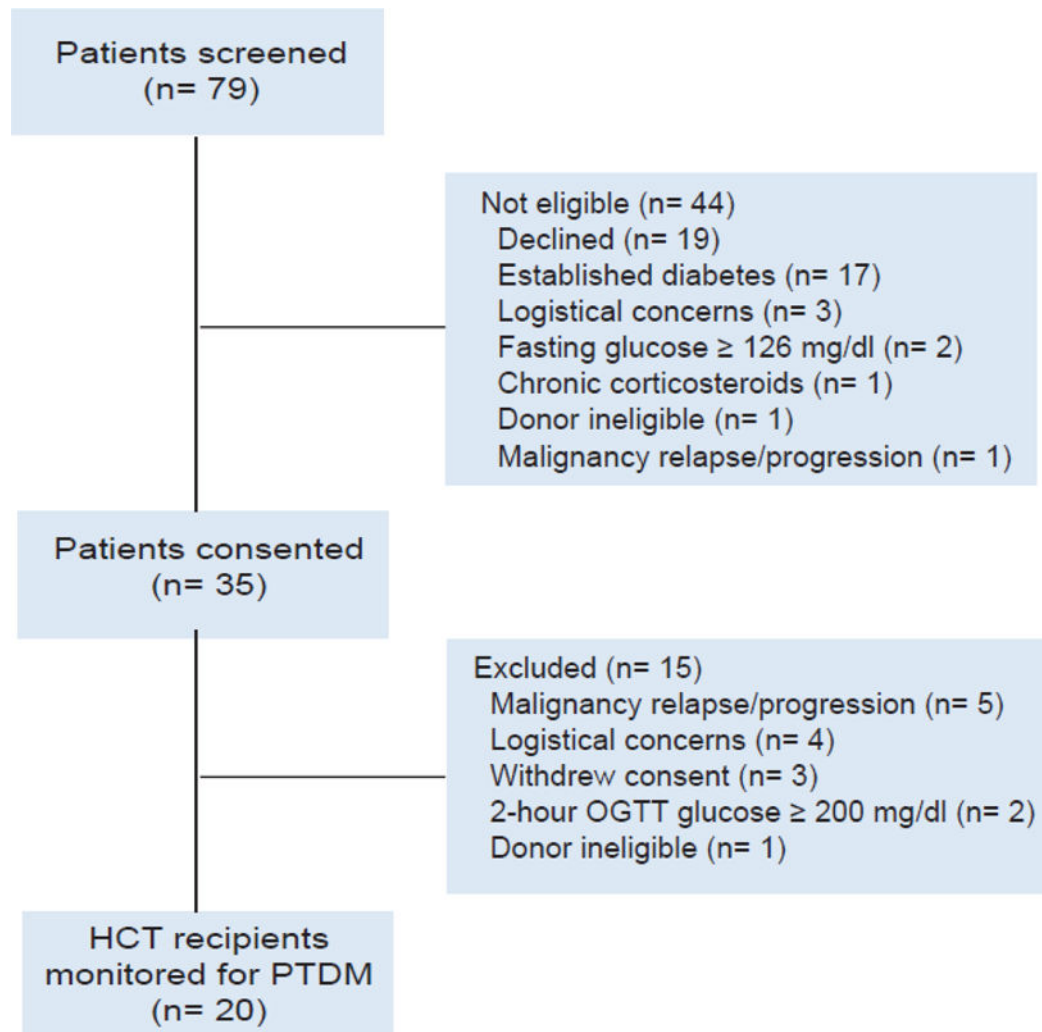 Patients screened
(n= 79)
Not eligible (n= 44)
Declined (n= 19)
Established diabetes (n= 17)
Logistical concerns (n= 3)
Fasting glucose ≥ 126 mg/dl (n= 2)
Chronic corticosteroids (n= 1)
Donor ineligible (n= 1)
Malignancy relapse/progression (n= 1)
Patients consented
(n= 35)
Excluded (n= 15)
Malignancy relapse/progression (n= 5)
Logistical concerns (n= 4)
Withdrew consent (n= 3)
2-hour OGTT glucose ≥ 200 mg/dl (n= 2)
Donor ineligible (n= 1)
HCT recipients
monitored for PTDM
(n= 20)